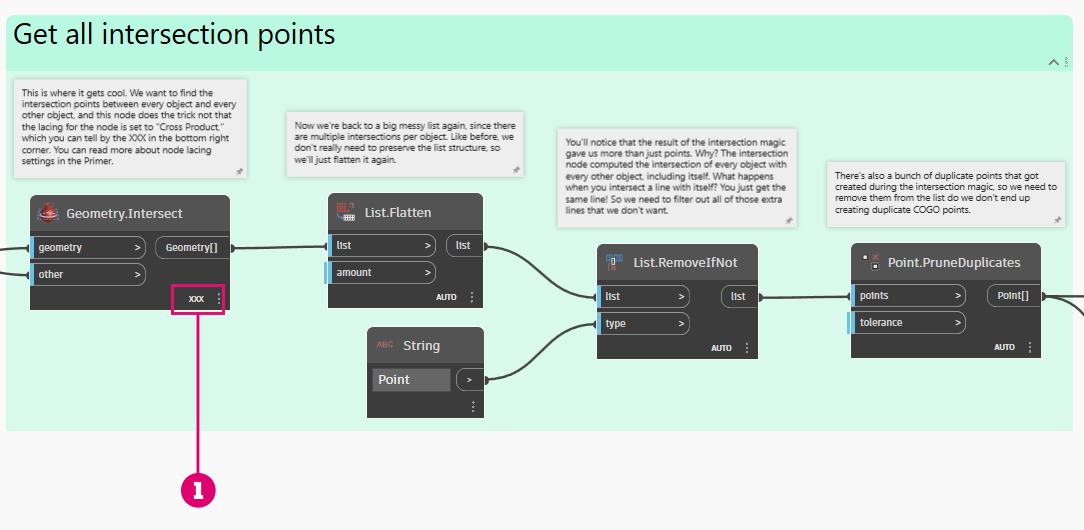 Get all intersection points
This is where it gets cool. We want to find the
intersection points between every object and every
other object, and this node does the trick not that
the lacing for the node is set to "Cross Product,"
which you can tell by the XXX in the bottom right
corner. You can read more about node lacing
settings in the Primer.
Now we're back to a big messy list again, since there
are multiple intersections per object. Like before, we
don't really need to preserve the list structure, so
we'll just flatten it again.
You'll notice that the result of the intersection magic
gave us more than just points. Why? The intersection
node computed the intersection of every object with
every other object, including itself. What happens
when you intersect a line with itself? You just get the
same line! So we need to filter out all of those extra
lines that we don't want.
There's also a bunch of duplicate points that got
created during the intersection magic, so we need to
remove them from the list do we don't end up
creating duplicate COGO points.
Geometry.Intersect
geometry >
Geometry[]
other >
xxx
List.Flatten
list >
list
amount >
AUTO
ABC String
Point
>
List.RemoveIfNot
list >
list
type >
AUTO
Point.PruneDuplicates
points >
Point[]
tolerance >
AUTO
1